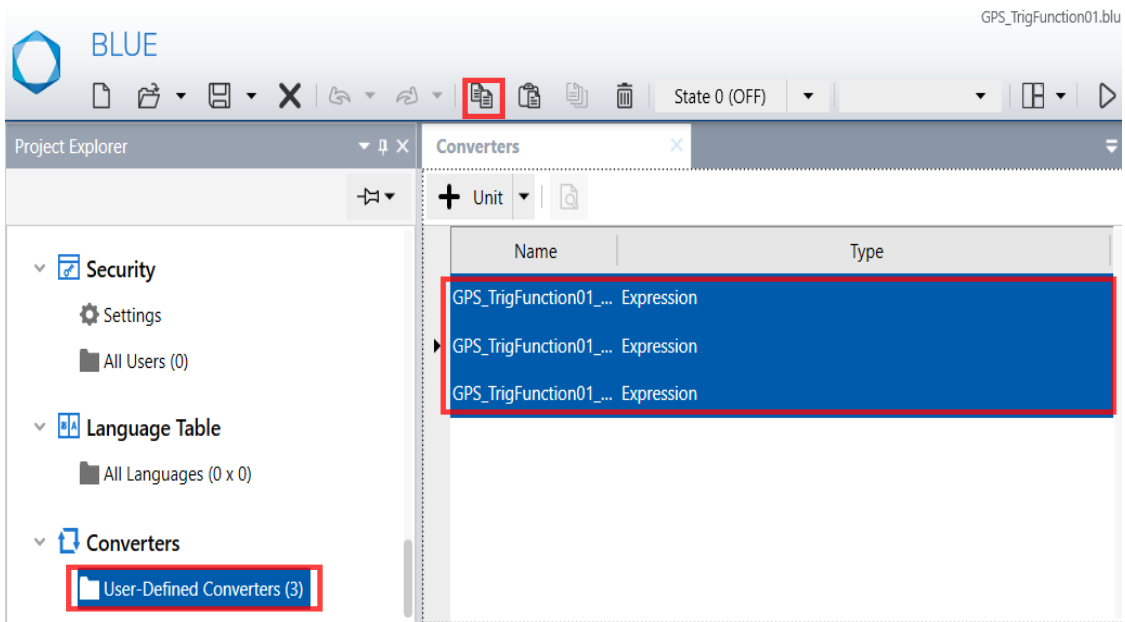 GPS_TrigFunction01.blu
BLUE
State 0 (OFF)
Project Explorer
Converters
Unit
Name Type
Security
GPS_TrigFunction01_... Expression
Settings
GPS_TrigFunction01_... Expression
All Users (0)
GPS_TrigFunction01_... Expression
Language Table
All Languages (0 x 0)
Converters
User-Defined Converters (3)